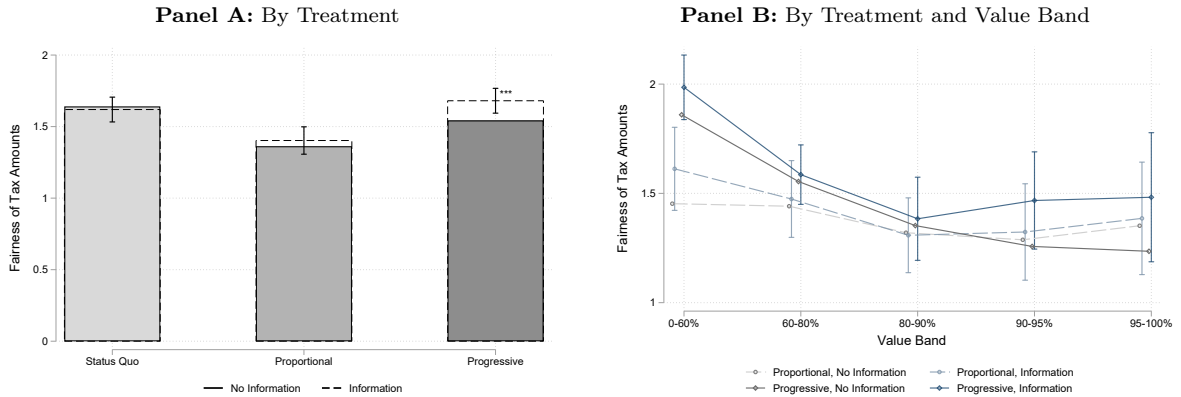 Panel A: By Treatment
Fairness of Tax Amounts
2
1.5
1
0.5
0
***
Status Quo
Proportional
Progressive
No Information
Information
Panel B: By Treatment and Value Band
Fairness of Tax Amounts
2
1.5
1
0-60%
60-80%
80-90%
90-95%
95-100%
Value Band
Proportional, No Information
Proportional, Information
Progressive, No Information
Progressive, Information